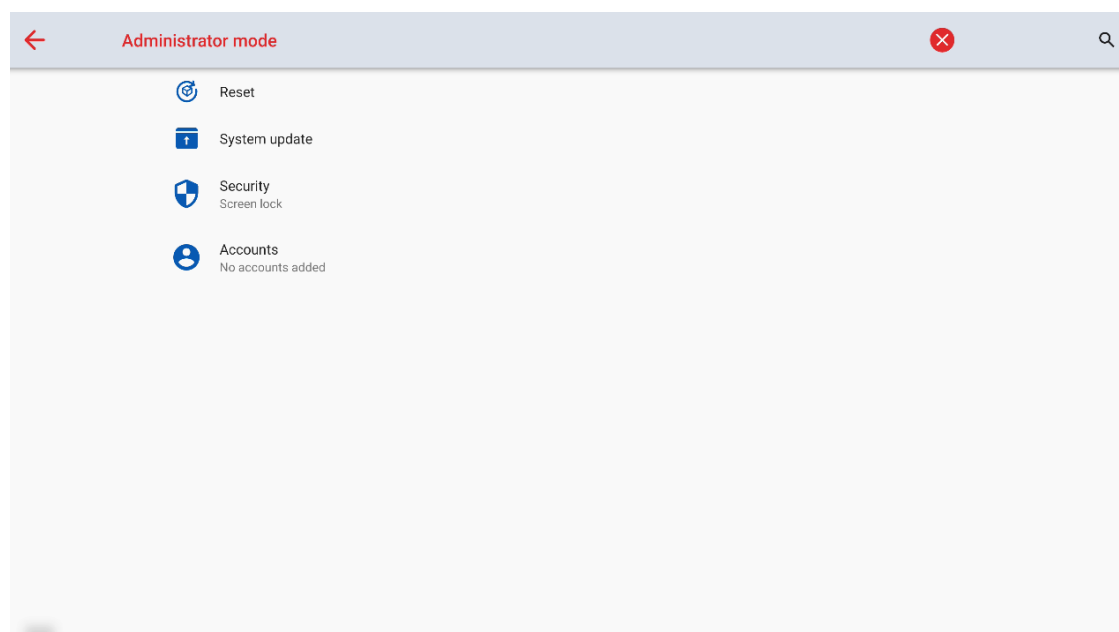 Administrator mode
Reset
System update
Security
Screen lock
Accounts
No accounts added